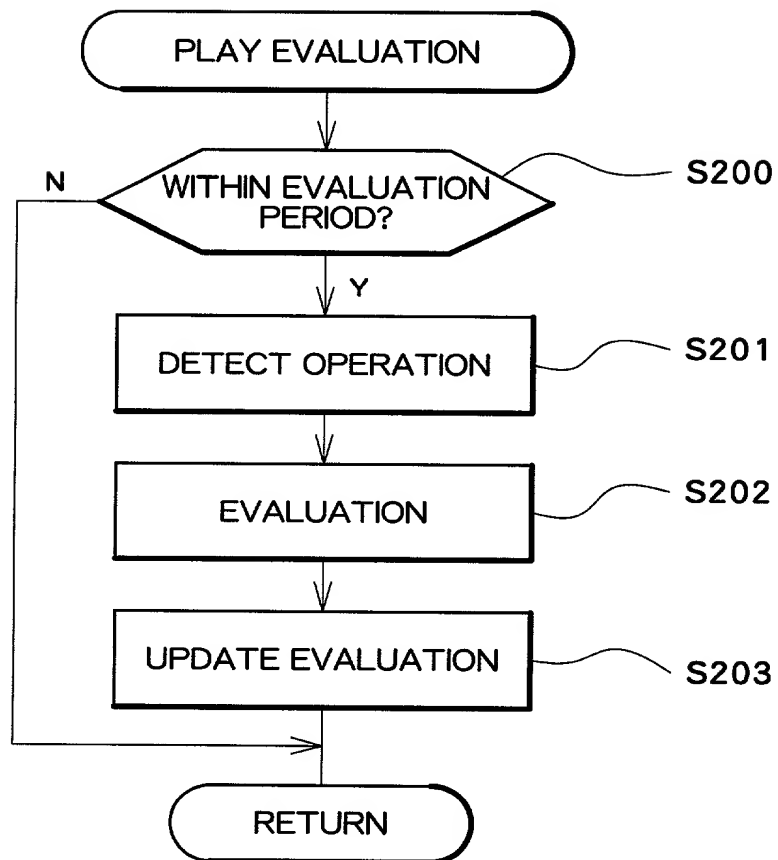 PLAY EVALUATION
WITHIN EVALUATION
PERIOD?
S200
N
Y
DETECT OPERATION
S201
EVALUATION
S202
UPDATE EVALUATION
S203
RETURN